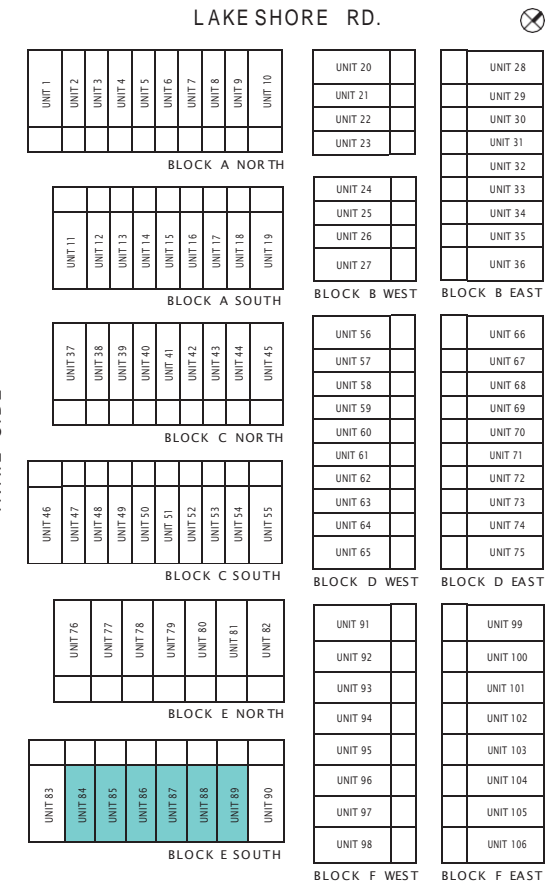 LAKE SHORE RD.
UNIT 1
UNIT 2
UNIT 3
UNIT 4
UNIT 5
UNIT 6
UNIT 7
UNIT 8
UNIT 9
UNIT 10
BLOCK A NORTH
UNIT 11
UNIT 12
UNIT 13
UNIT 14
UNIT 15
UNIT 16
UNIT 17
UNIT 18
UNIT 19
BLOCK A SOUTH
UNIT 20
UNIT 21
UNIT 22
UNIT 23
UNIT 24
UNIT 25
UNIT 26
UNIT 27
BLOCK B WEST
UNIT 28
UNIT 29
UNIT 30
UNIT 31
UNIT 32
UNIT 33
UNIT 34
UNIT 35
UNIT 36
BLOCK B EAST
UNIT 37
UNIT 38
UNIT 39
UNIT 40
UNIT 41
UNIT 42
UNIT 43
UNIT 44
UNIT 45
BLOCK C NORTH
UNIT 46
UNIT 47
UNIT 48
UNIT 49
UNIT 50
UNIT 51
UNIT 52
UNIT 53
UNIT 54
UNIT 55
BLOCK C SOUTH
UNIT 56
UNIT 57
UNIT 58
UNIT 59
UNIT 60
UNIT 61
UNIT 62
UNIT 63
UNIT 64
UNIT 65
BLOCK D WEST
UNIT 66
UNIT 67
UNIT 68
UNIT 69
UNIT 70
UNIT 71
UNIT 72
UNIT 73
UNIT 74
UNIT 75
BLOCK D EAST
UNIT 76
UNIT 77
UNIT 78
UNIT 79
UNIT 80
UNIT 81
UNIT 82
BLOCK E NORTH
UNIT 83
UNIT 84
UNIT 85
UNIT 86
UNIT 87
UNIT 88
UNIT 89
UNIT 90
BLOCK E SOUTH
UNIT 91
UNIT 92
UNIT 93
UNIT 94
UNIT 95
UNIT 96
UNIT 97
UNIT 98
BLOCK F WEST
UNIT 99
UNIT 100
UNIT 101
UNIT 102
UNIT 103
UNIT 104
UNIT 105
UNIT 106
BLOCK F EAST